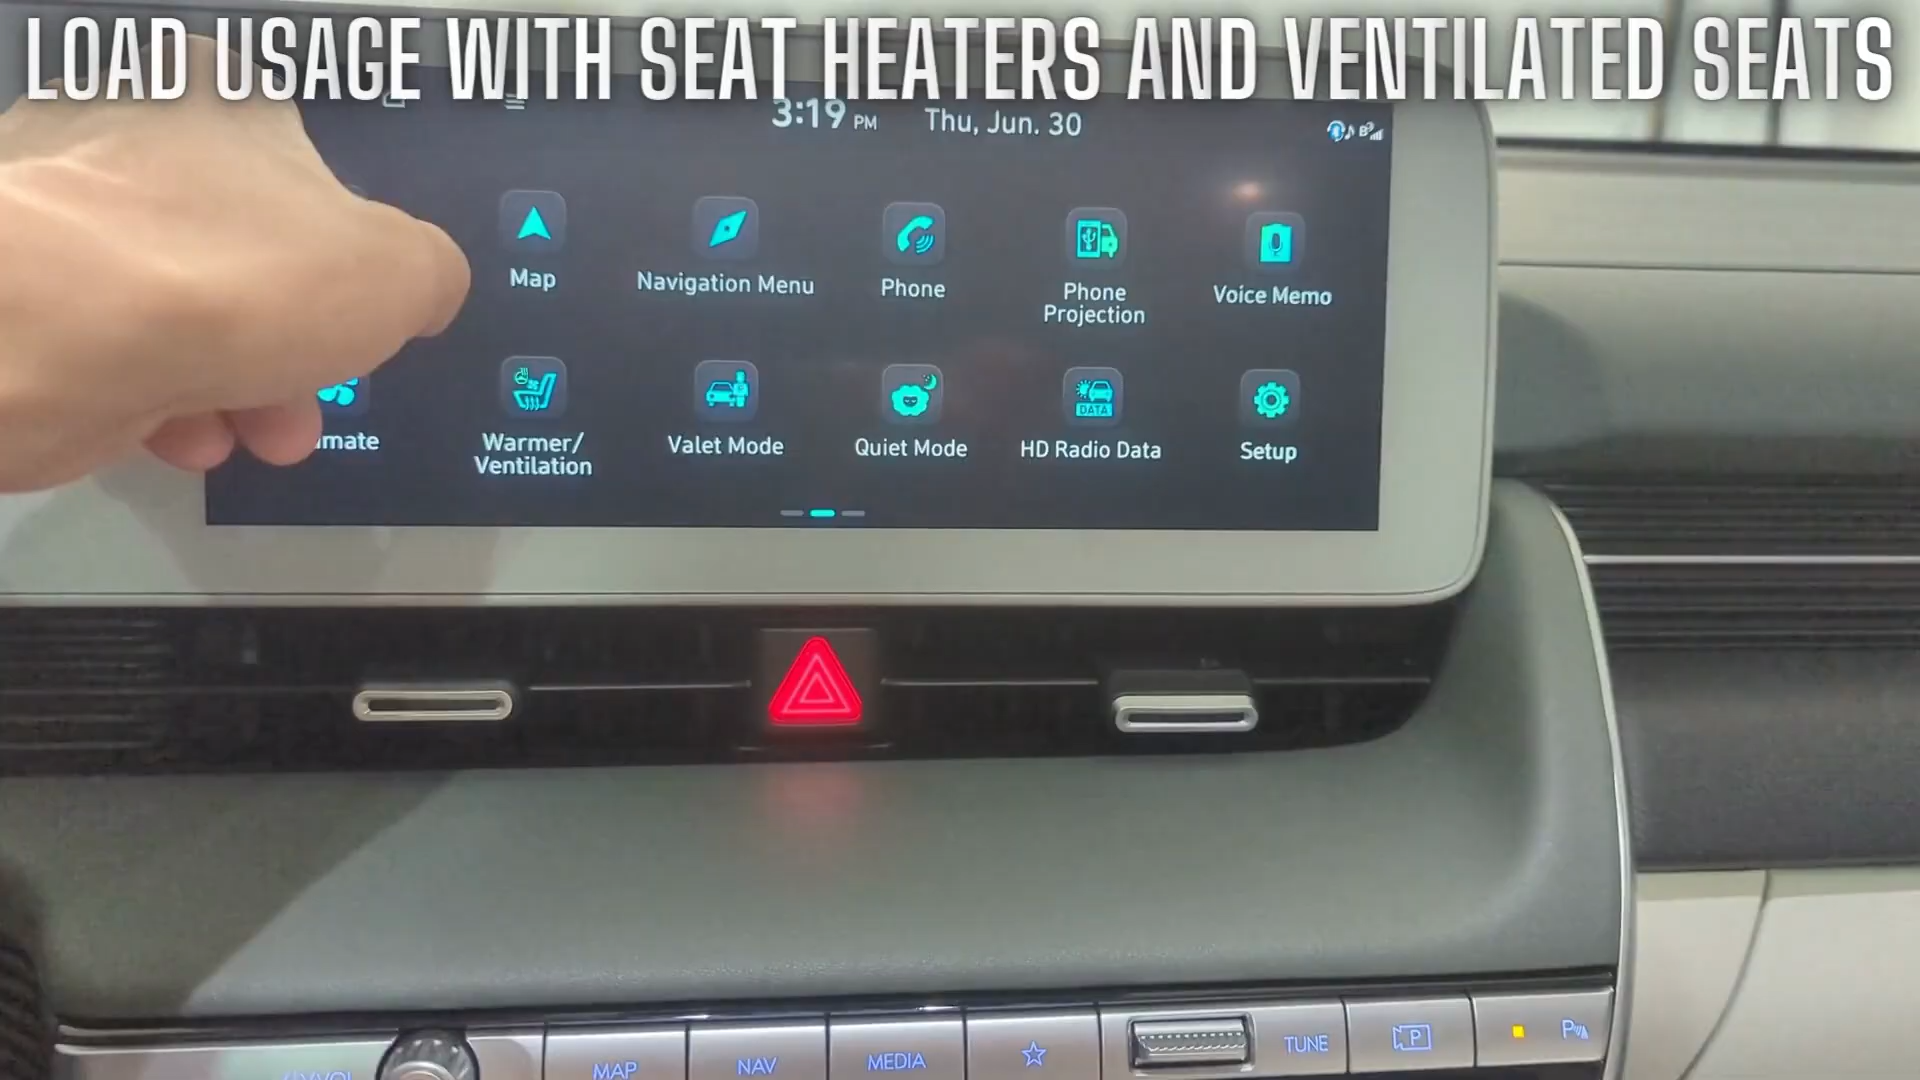 LOAD USAGE WITH SEAT HEATERS AND VENTILATED SEATS
3:19 PM Thu, Jun. 30
Map
Navigation Menu
Phone
Phone
Projection
Voice Memo
Warmer/
Ventilation
Valet Mode
Quiet Mode
DATA
HD Radio Data
Setup
MAP
NAV
MEDIA
TUNE
P
P